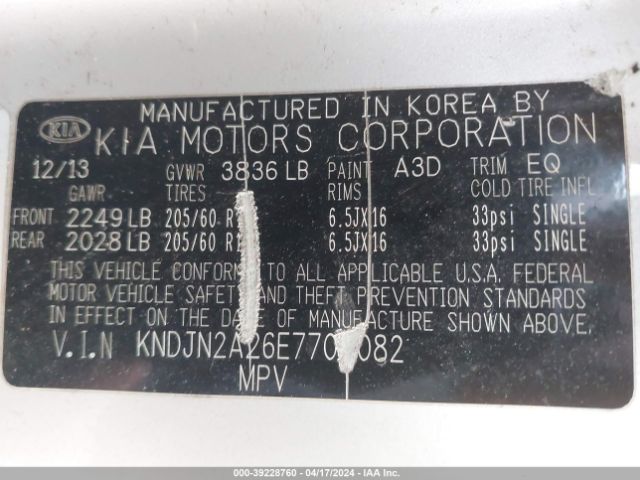 MANUFACTURED IN KOREA BY
KIA KIA MOTORS CORPORATION
12/13 GVWR 3836 LB PAINT A3D TRIM EQ
GAWR TIRES RIMS COLD TIRE INFL.
FRONT 2249 LB 205/60 6.5JX16 33psi SINGLE
REAR 2028 LB 205/60 6.5JX16 33psi SINGLE
THIS VEHICLE CONFORMS TO ALL APPLICABLE U.S.A. FEDERAL
MOTOR VEHICLE SAFETY AND THEFT PREVENTION STANDARDS
IN EFFECT ON THE DATE OF MANUFACTURE SHOWN ABOVE.
V.I.N
MPV
000-39228760 - 04/17/2024 - IAA Inc.